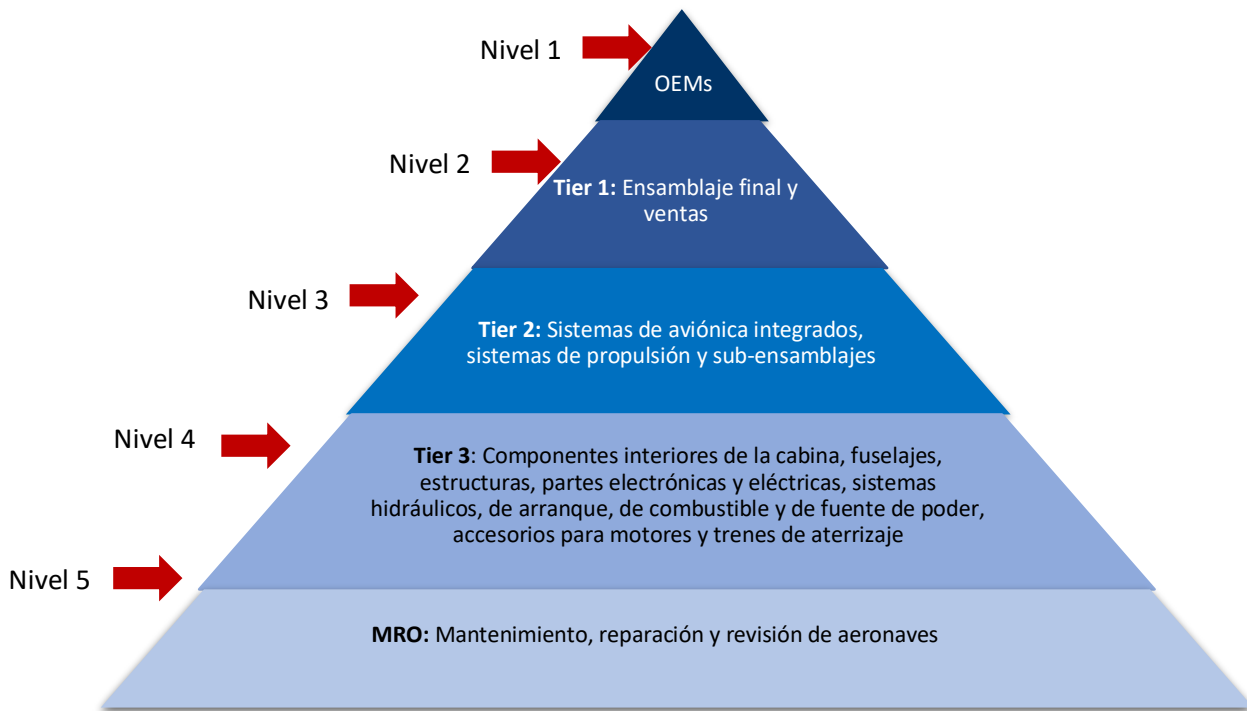 Nivel 1
OEMs
Nivel 2
Tier 1: Ensamblaje final y
ventas
Nivel 3
Tier 2: Sistemas de aviónica integrados,
sistemas de propulsión y sub-ensamblajes
Nivel 4
Tier 3: Componentes interiores de la cabina, fuselajes,
estructuras, partes electrónicas y eléctricas, sistemas
hidráulicos, de arranque, de combustible y de fuente de poder,
accesorios para motores y trenes de aterrizaje
Nivel 5
MRO: Mantenimiento, reparación y revisión de aeronaves